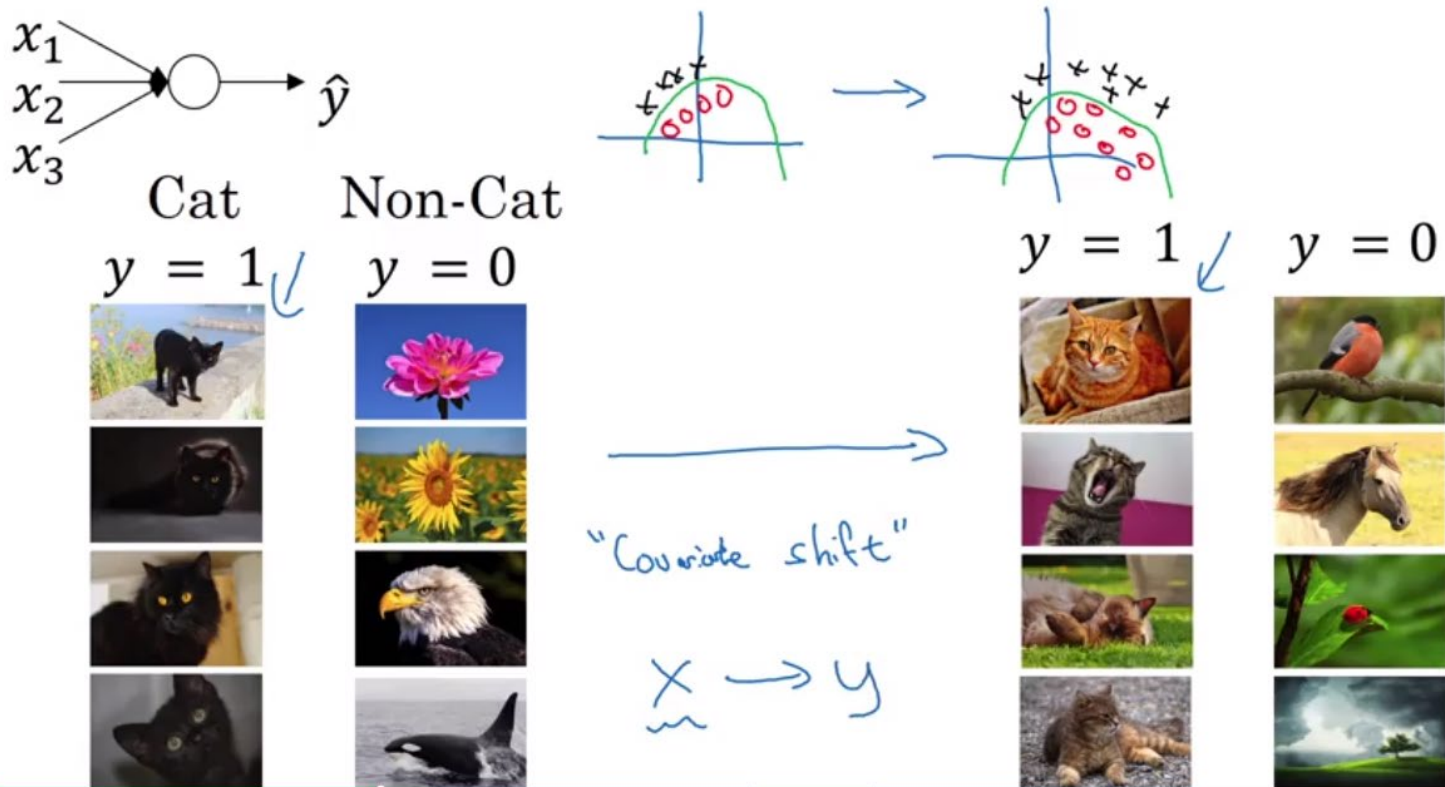 x₁
x₂
x₃
ŷ
Cat Non-Cat
y = 1 y = 0
y = 1 y = 0
"Covariate shift"
x → y